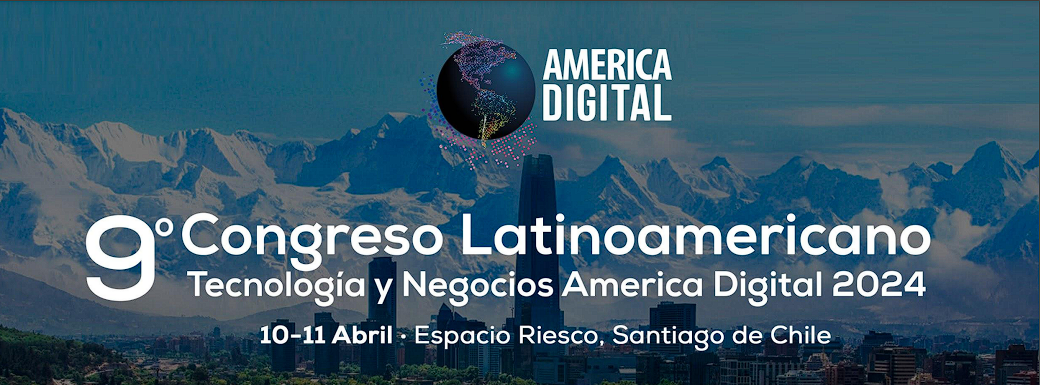 AMERICA
DIGITAL
9º Congreso Latinoamericano
Tecnología y Negocios America Digital 2024
10-11 Abril · Espacio Riesco, Santiago de Chile